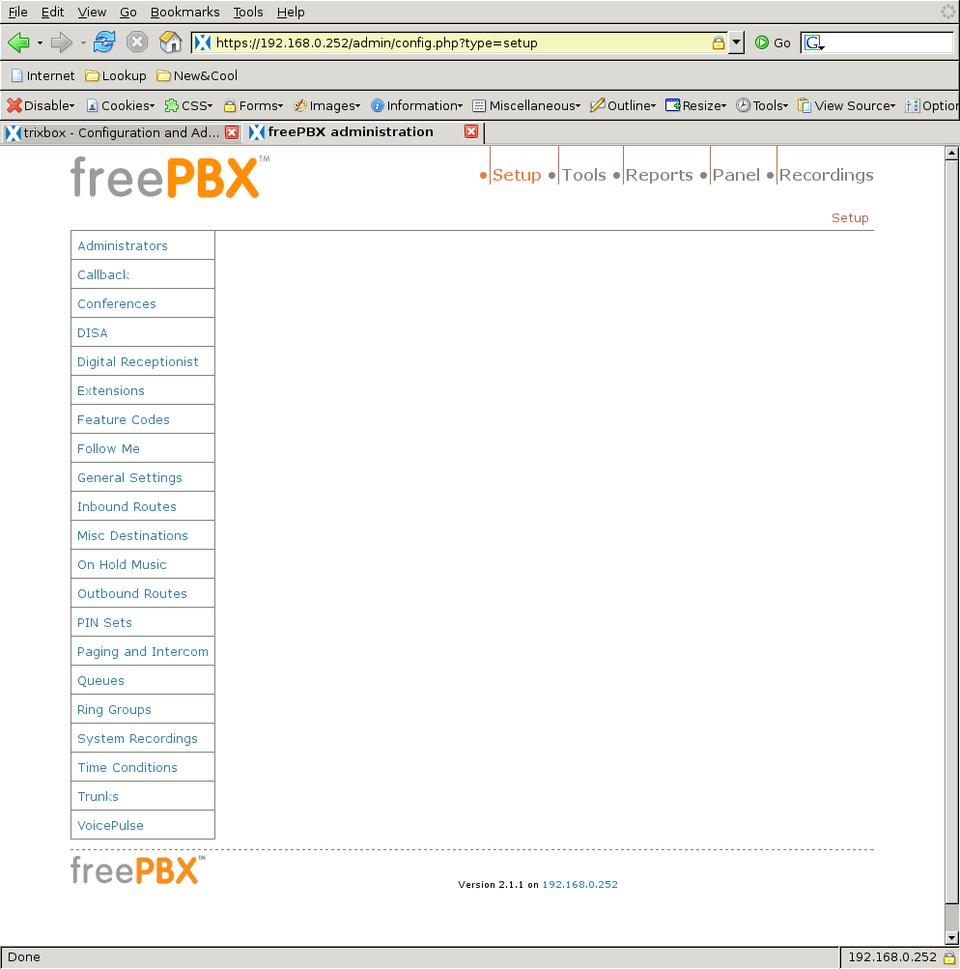 File Edit View Go Bookmarks Tools Help
https://192.168.0.252/admin/config.php?type=setup Go G
Internet Lookup New&Cool
Disable Cookies CSS Forms Images Information Miscellaneous Outline Resize Tools View Source Option
trixbox - Configuration and Ad... freePBX administration
freePBX™ Setup Tools Reports Panel Recordings
Setup
Administrators
Callback
Conferences
DISA
Digital Receptionist
Extensions
Feature Codes
Follow Me
General Settings
Inbound Routes
Misc Destinations
On Hold Music
Outbound Routes
PIN Sets
Paging and Intercom
Queues
Ring Groups
System Recordings
Time Conditions
Trunks
VoicePulse
freePBX™
Version 2.1.1 on 192.168.0.252
Done 192.168.0.252